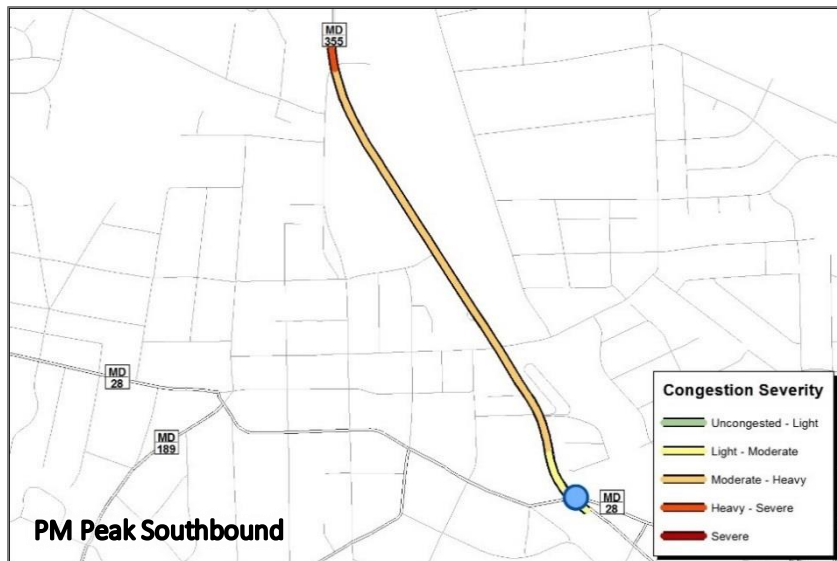 MD
355
MD
28
MD
189
MD
28
PM Peak Southbound
Congestion Severity
Uncongested - Light
Light - Moderate
Moderate - Heavy
Heavy - Severe
Severe